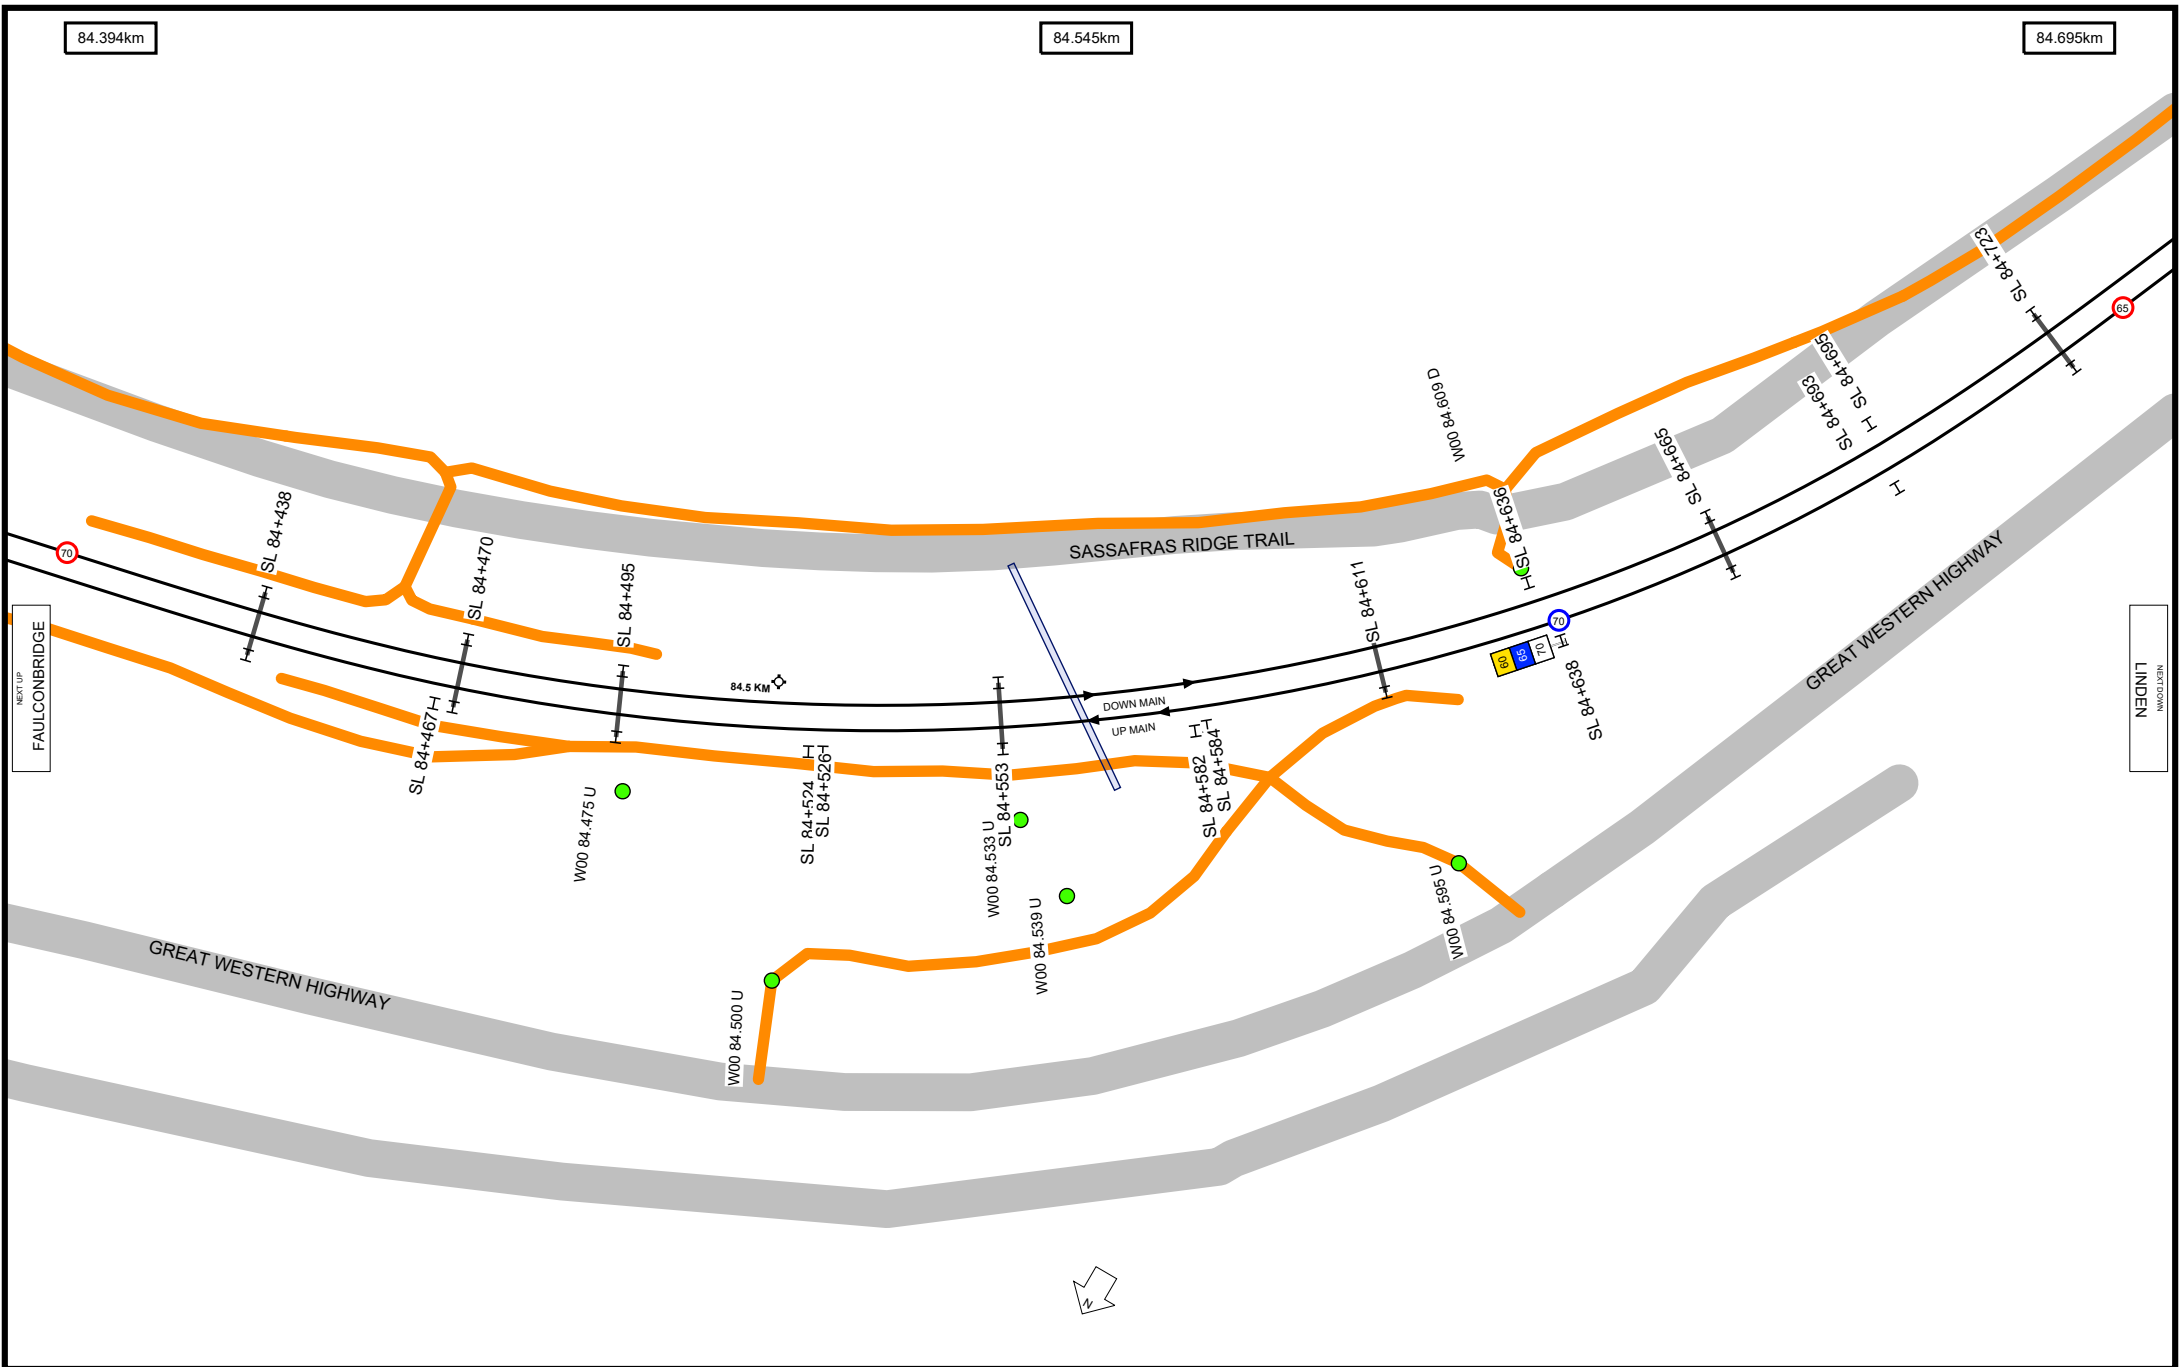 84.394km
84.545km
84.695km
SL 84+723
65
SL 84+695
SL 84+693
W00 84.609 D
SL 84+665
SL 84+636
SL 84+438
SASSAFRAS RIDGE TRAIL
70
SL 84+470
SL 84+495
SL 84+611
GREAT WESTERN HIGHWAY
NEXT UP
FAULCONBRIDGE
70
60
65
70
NEXT DOWN
LINDEN
84.5 KM
DOWN MAIN
UP MAIN
SL 84+638
SL 84+467
SL 84+524
SL 84+526
SL 84+553
SL 84+582
SL 84+584
W00 84.475 U
W00 84.533 U
W00 84.539 U
W00 84.595 U
GREAT WESTERN HIGHWAY
W00 84.500 U
N